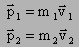 p⃗₁ = m₁v⃗₁
p⃗₂ = m₂v⃗₂